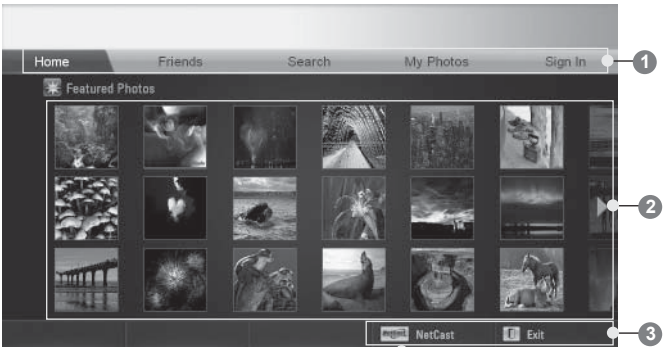 Home Friends Search My Photos Sign In
1
Featured Photos
2
NetCast Exit
3